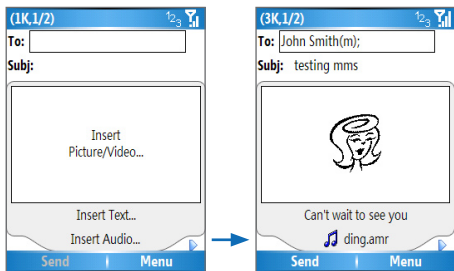 (1K,1/2) 123
To:
Subj:
Insert
Picture/Video...
Insert Text...
Insert Audio...
Send Menu
(3K,1/2) 123
To: John Smith(m);
Subj: testing mms
Can't wait to see you
ding.amr
Send Menu